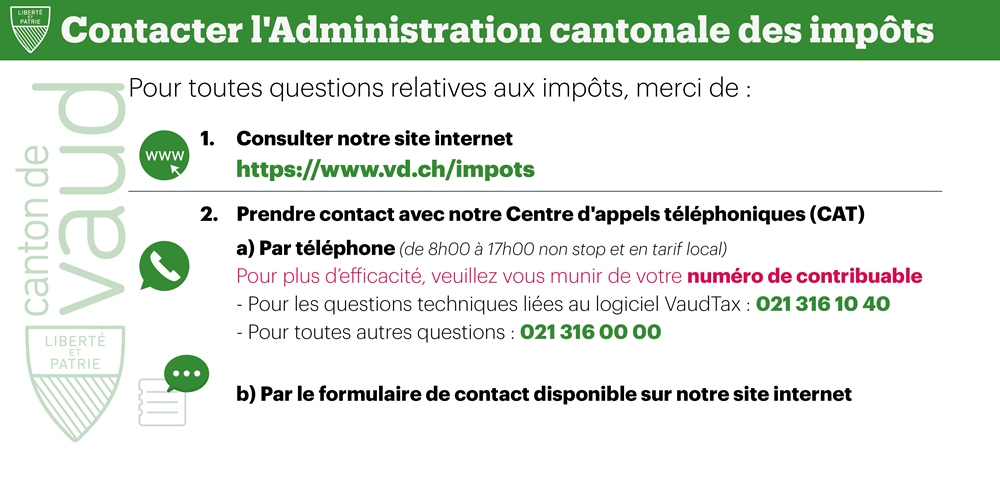 LIBERTÉ
ET
PATRIE
Contacter l'Administration cantonale des impôts
canton de
vaud
LIBERTÉ
ET
PATRIE
Pour toutes questions relatives aux impôts, merci de :
www
1. Consulter notre site internet
https://www.vd.ch/impots
2. Prendre contact avec notre Centre d'appels téléphoniques (CAT)
a) Par téléphone (de 8h00 à 17h00 non stop et en tarif local)
Pour plus d’efficacité, veuillez vous munir de votre numéro de contribuable
- Pour les questions techniques liées au logiciel VaudTax : 021 316 10 40
- Pour toutes autres questions : 021 316 00 00
b) Par le formulaire de contact disponible sur notre site internet